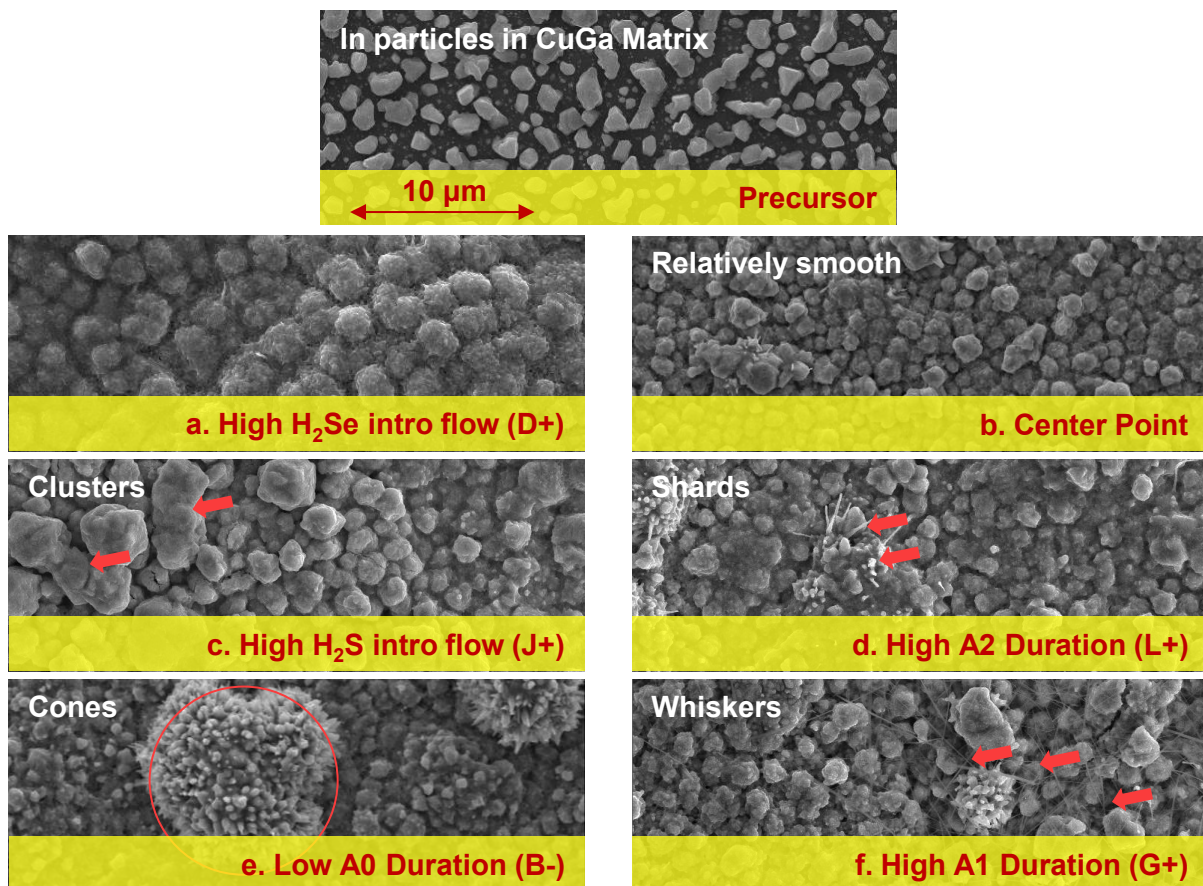 In particles in CuGa Matrix
10 µm
Precursor
a. High H₂Se intro flow (D+)
Relatively smooth
b. Center Point
Clusters
c. High H₂S intro flow (J+)
Shards
d. High A2 Duration (L+)
Cones
e. Low A0 Duration (B-)
Whiskers
f. High A1 Duration (G+)